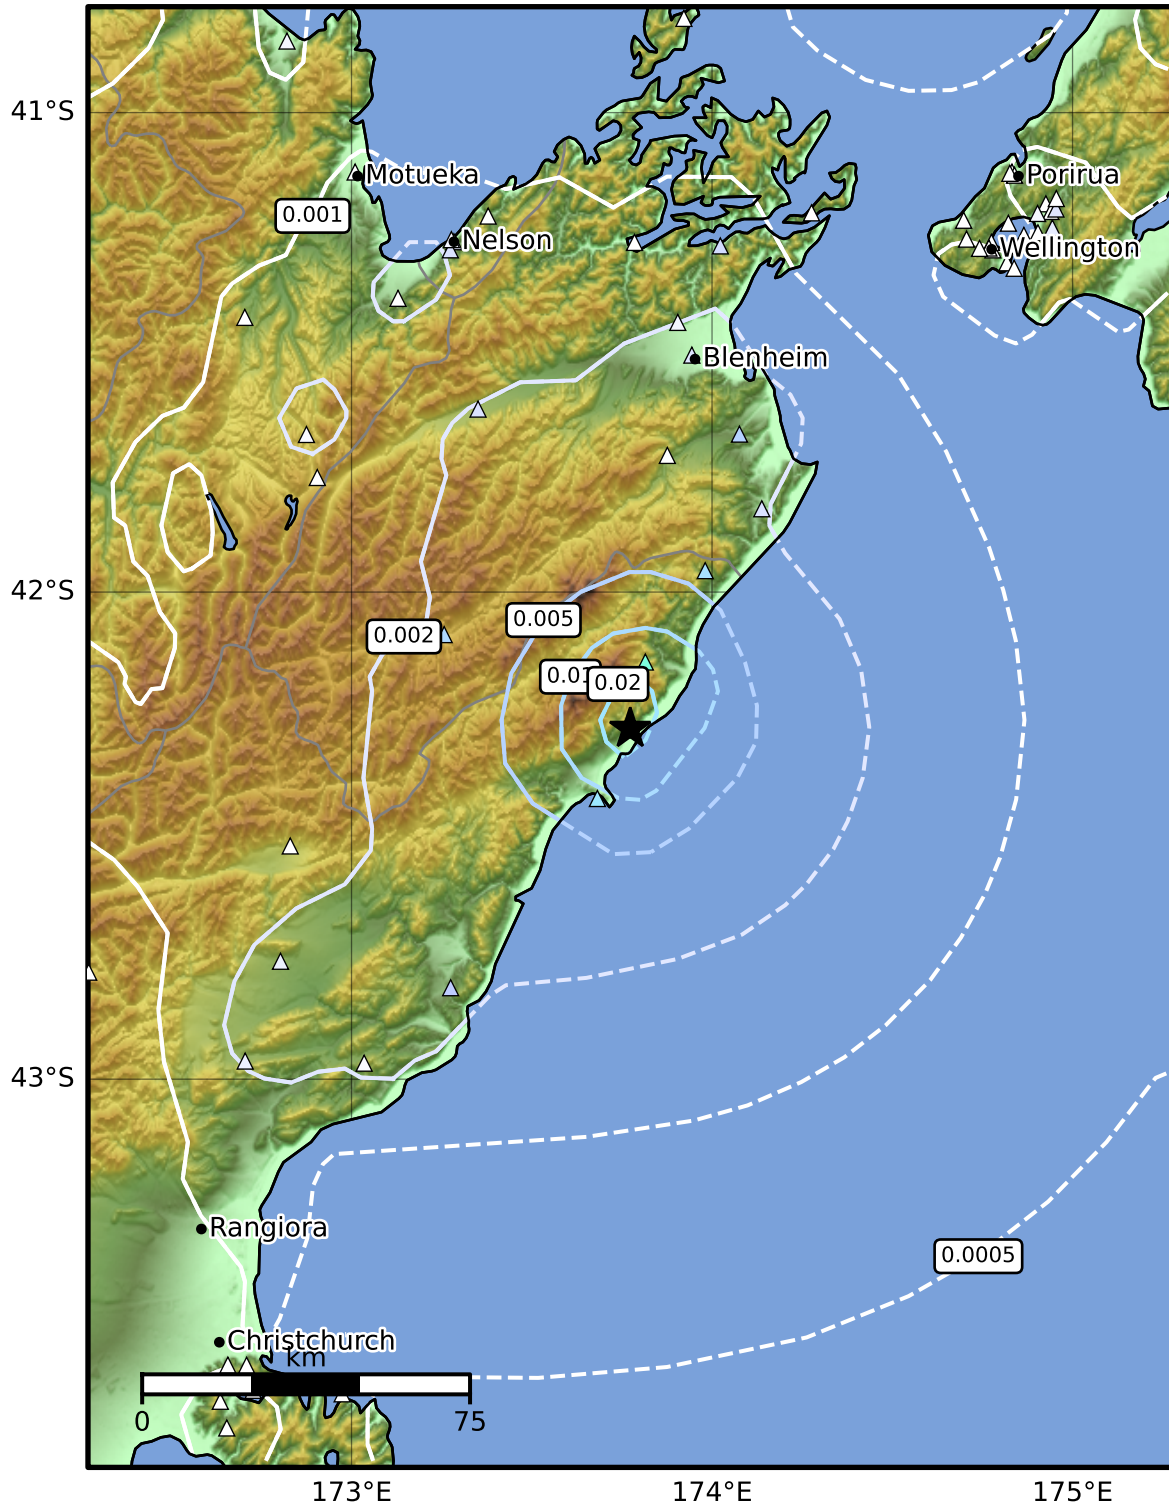 41°S
Motueka
Porirua
0.001
Nelson
Wellington
Blenheim
42°S
0.005
0.002
0.02
43°S
Rangiora
0.0005
Christchurch
km
0
75
173°E
174°E
175°E